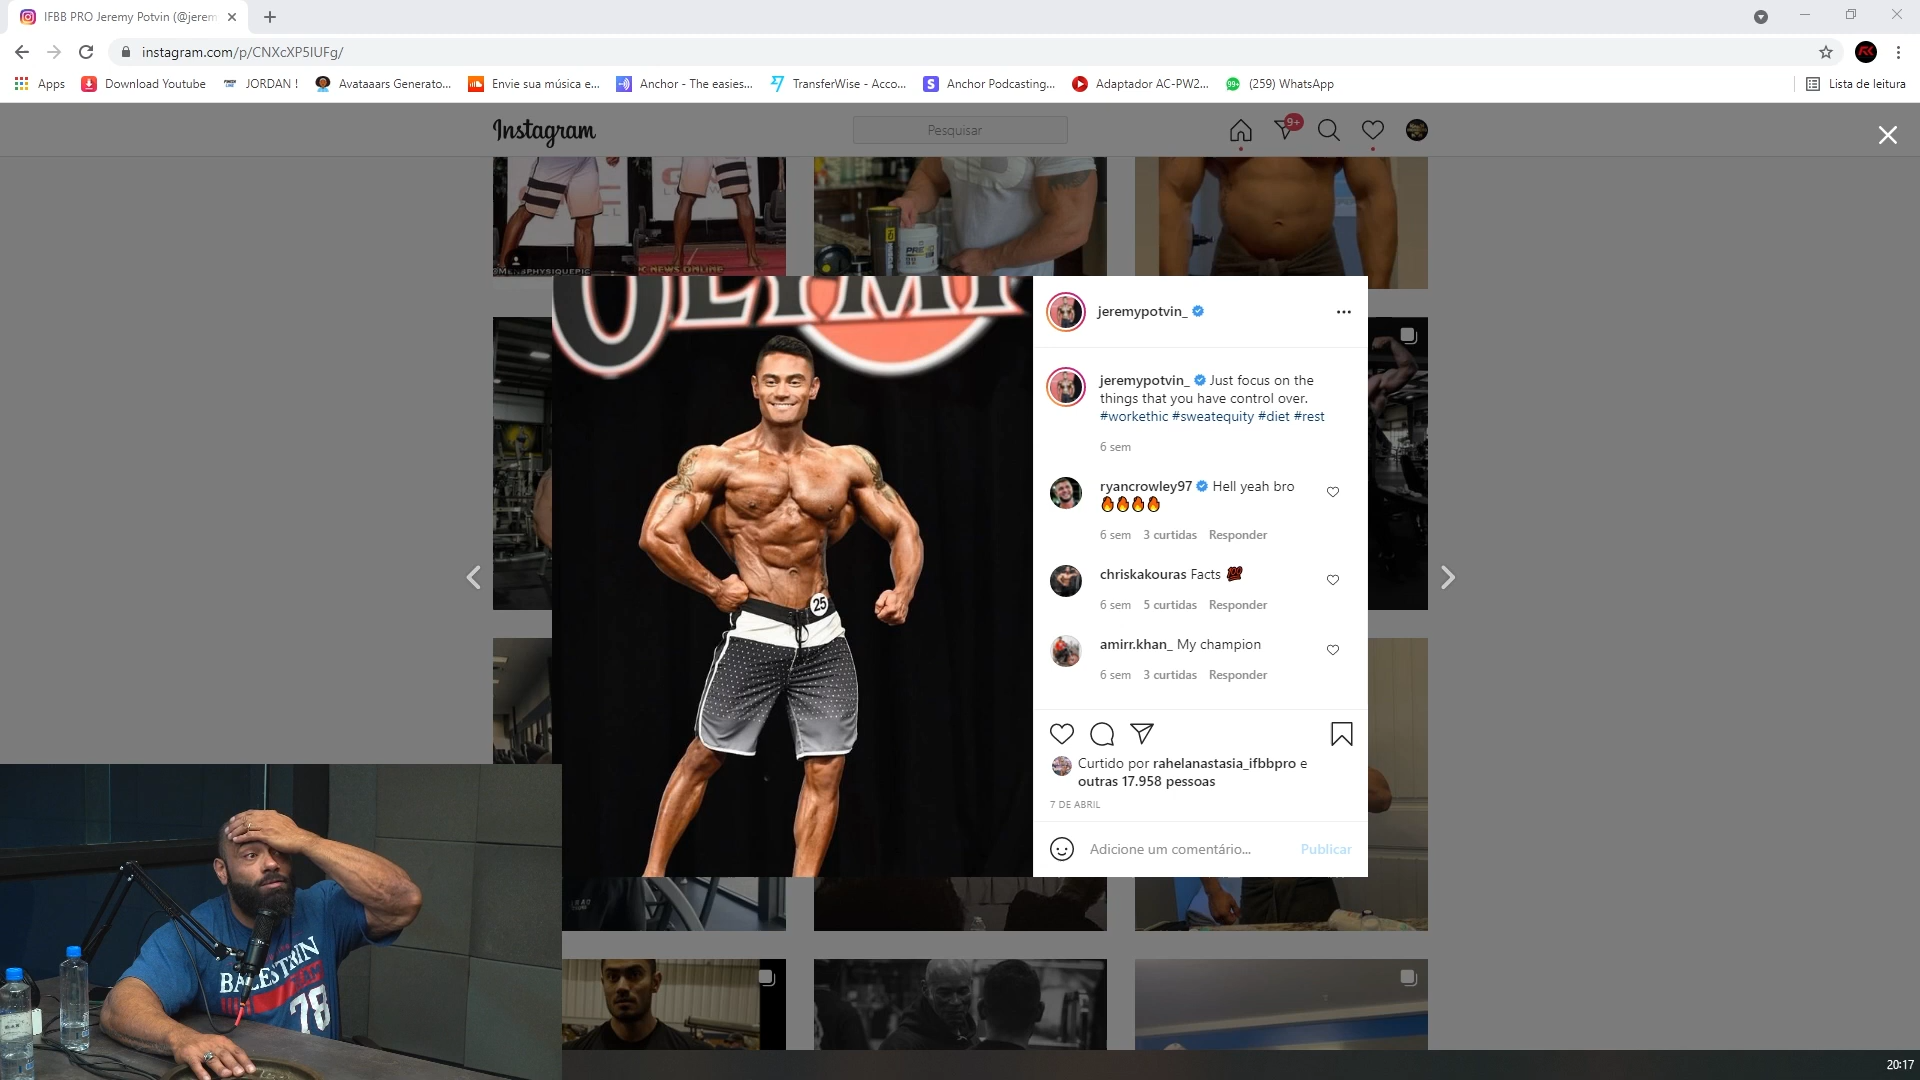 IFBB PRO Jeremy Potvin (@jerem
instagram.com/p/CNXcXP5IUFg/
Apps
Download Youtube
JORDAN !
Avataaars Generato...
Envie sua música e...
Anchor - The easies...
TransferWise - Acco...
Anchor Podcasting...
Adaptador AC-PW2...
(259) WhatsApp
Lista de leitura
Instagram
Pesquisar
9+
jeremypotvin_
jeremypotvin_ Just focus on the
things that you have control over.
#workethic #sweatequity #diet #rest
6 sem
ryancrowley97 Hell yeah bro
🔥🔥🔥🔥
6 sem 3 curtidas Responder
chriskakouras Facts 💯
6 sem 5 curtidas Responder
amirr.khan_ My champion
6 sem 3 curtidas Responder
Curtido por rahelanastasia_ifbbpro e
outras 17.958 pessoas
7 DE ABRIL
Adicione um comentário...
Publicar
25
BALESTRIN
78
20:17